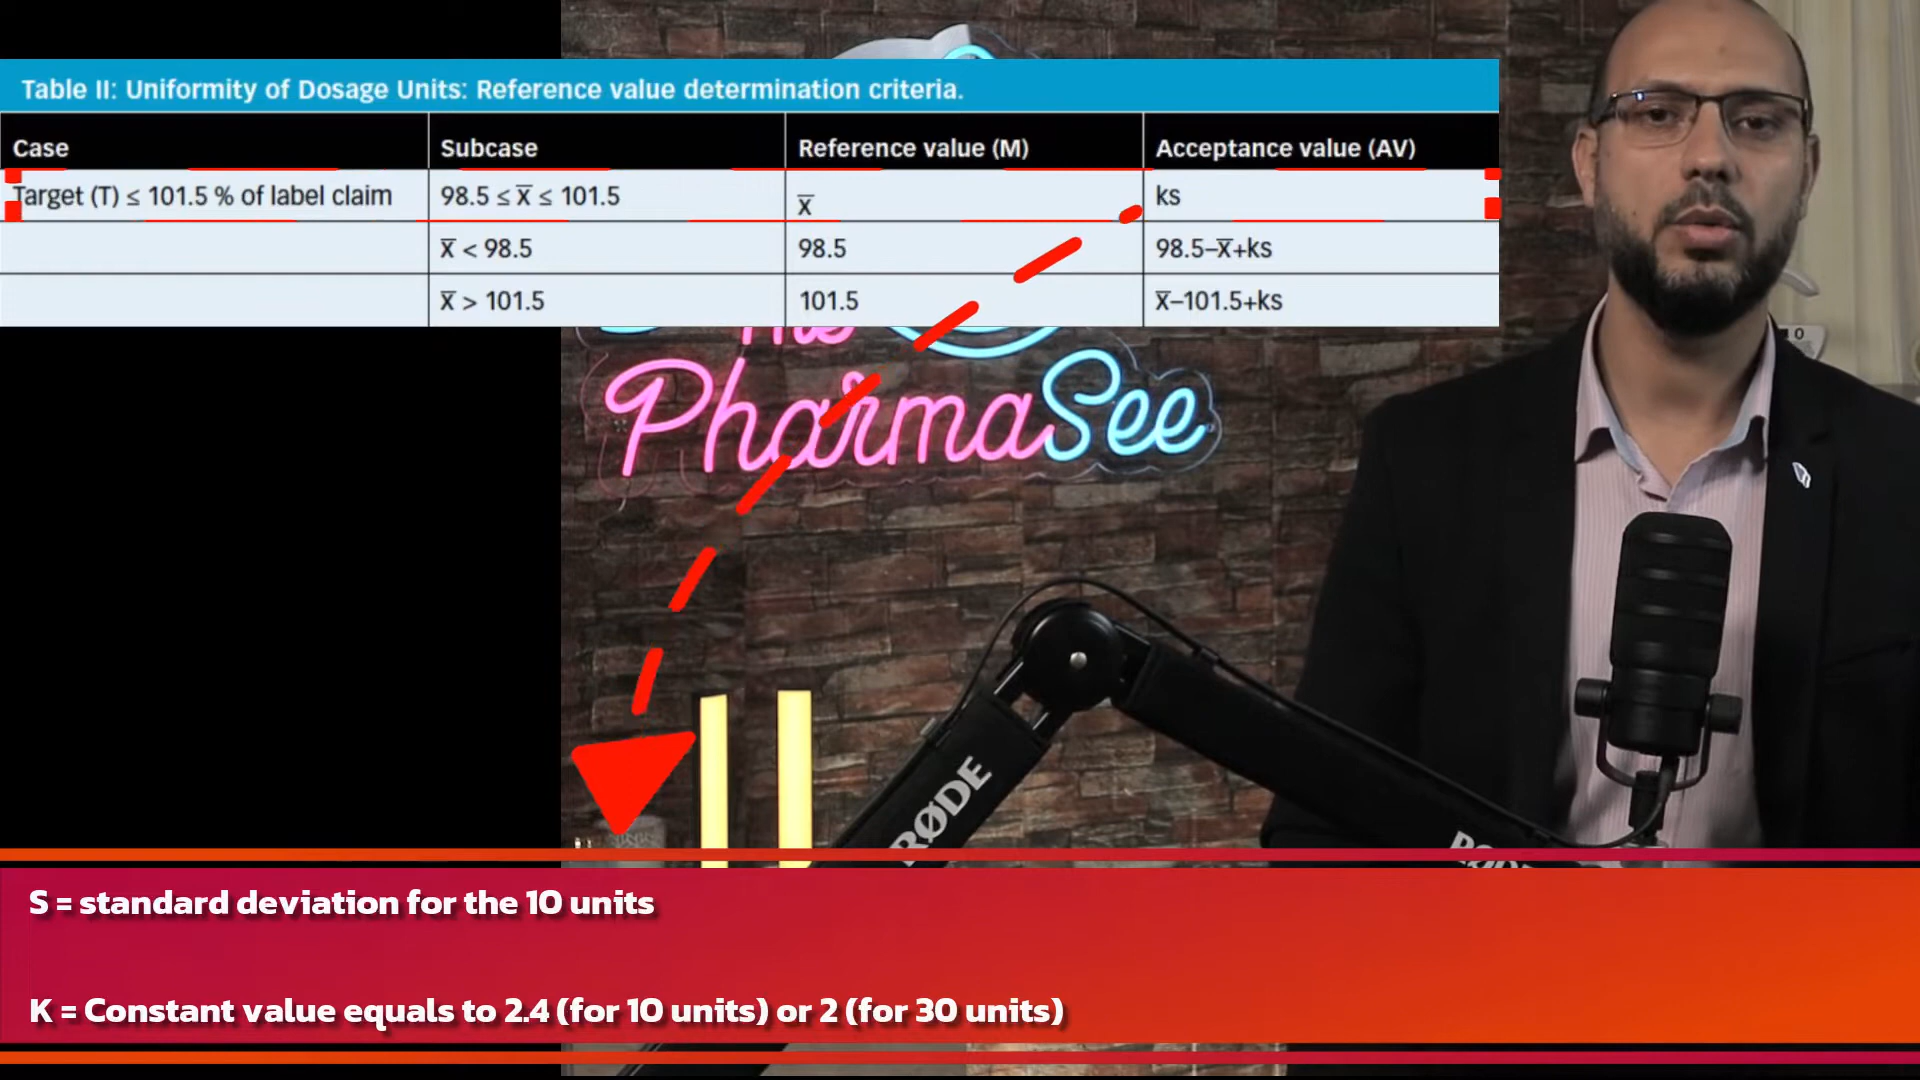 Table II: Uniformity of Dosage Units: Reference value determination criteria.
Case Subcase Reference value (M) Acceptance value (AV)
Target (T) ≤ 101.5 % of label claim 98.5 ≤ x̅ ≤ 101.5 x̅ ks
x̅ < 98.5 98.5 98.5–x̅+ks
x̅ > 101.5 101.5 x̅–101.5+ks
The
PharmaSee
RØDE
RØDE
S = standard deviation for the 10 units
K = Constant value equals to 2.4 (for 10 units) or 2 (for 30 units)